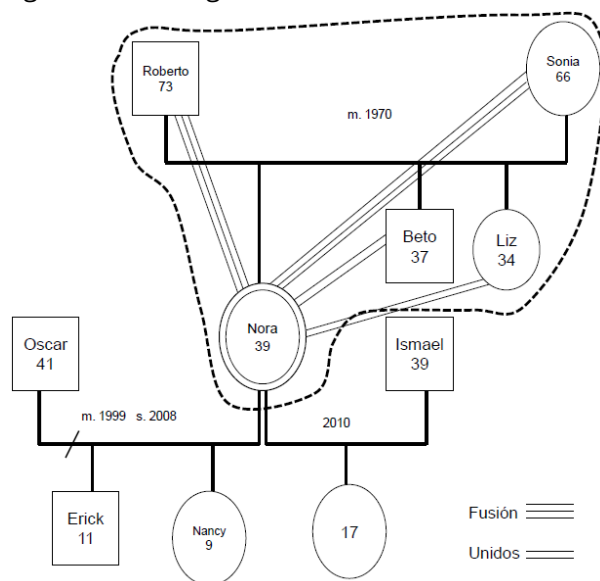 Roberto
73
Sonia
66
m. 1970
Beto
37
Liz
34
Nora
39
Oscar
41
Ismael
39
m. 1999 s. 2008
2010
Erick
11
Nancy
9
17
Fusión
Unidos